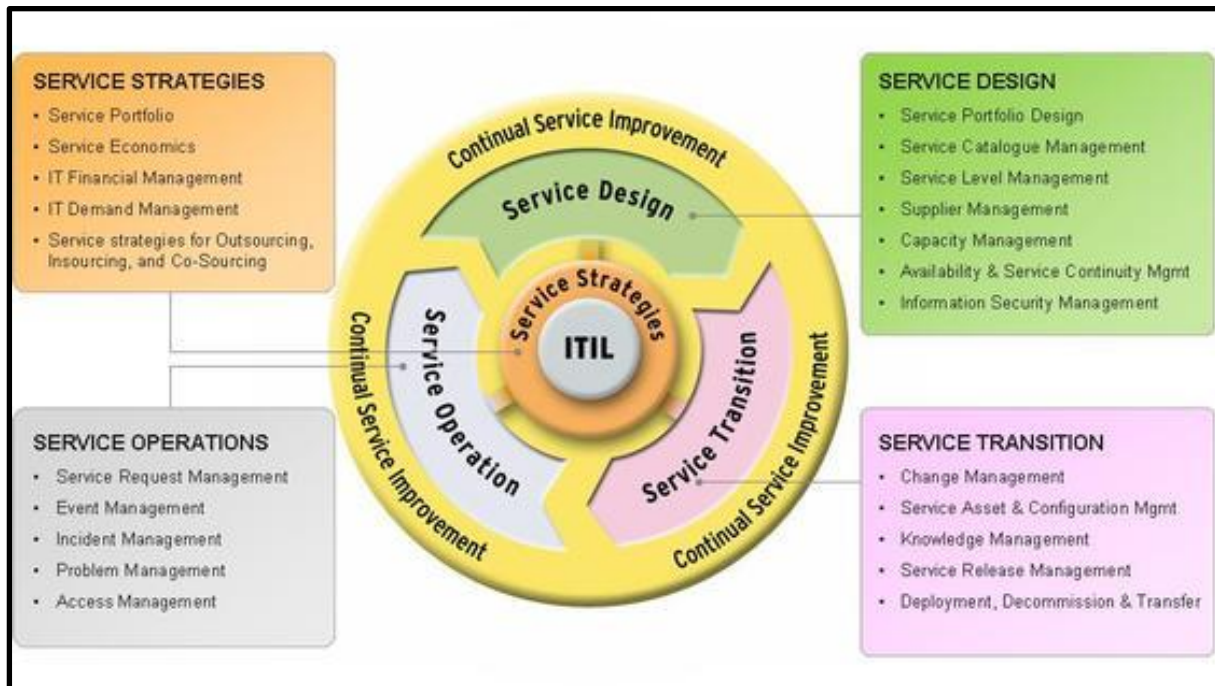 SERVICE STRATEGIES
• Service Portfolio
• Service Economics
• IT Financial Management
• IT Demand Management
• Service strategies for Outsourcing,
Insourcing, and Co-Sourcing
SERVICE OPERATIONS
• Service Request Management
• Event Management
• Incident Management
• Problem Management
• Access Management
Continual Service Improvement
Service Design
Service Strategies
ITIL
Service Operation
Service Transition
Continual Service Improvement
Continual Service Improvement
SERVICE DESIGN
• Service Portfolio Design
• Service Catalogue Management
• Service Level Management
• Supplier Management
• Capacity Management
• Availability & Service Continuity Mgmt
• Information Security Management
SERVICE TRANSITION
• Change Management
• Service Asset & Configuration Mgmt
• Knowledge Management
• Service Release Management
• Deployment, Decommission & Transfer